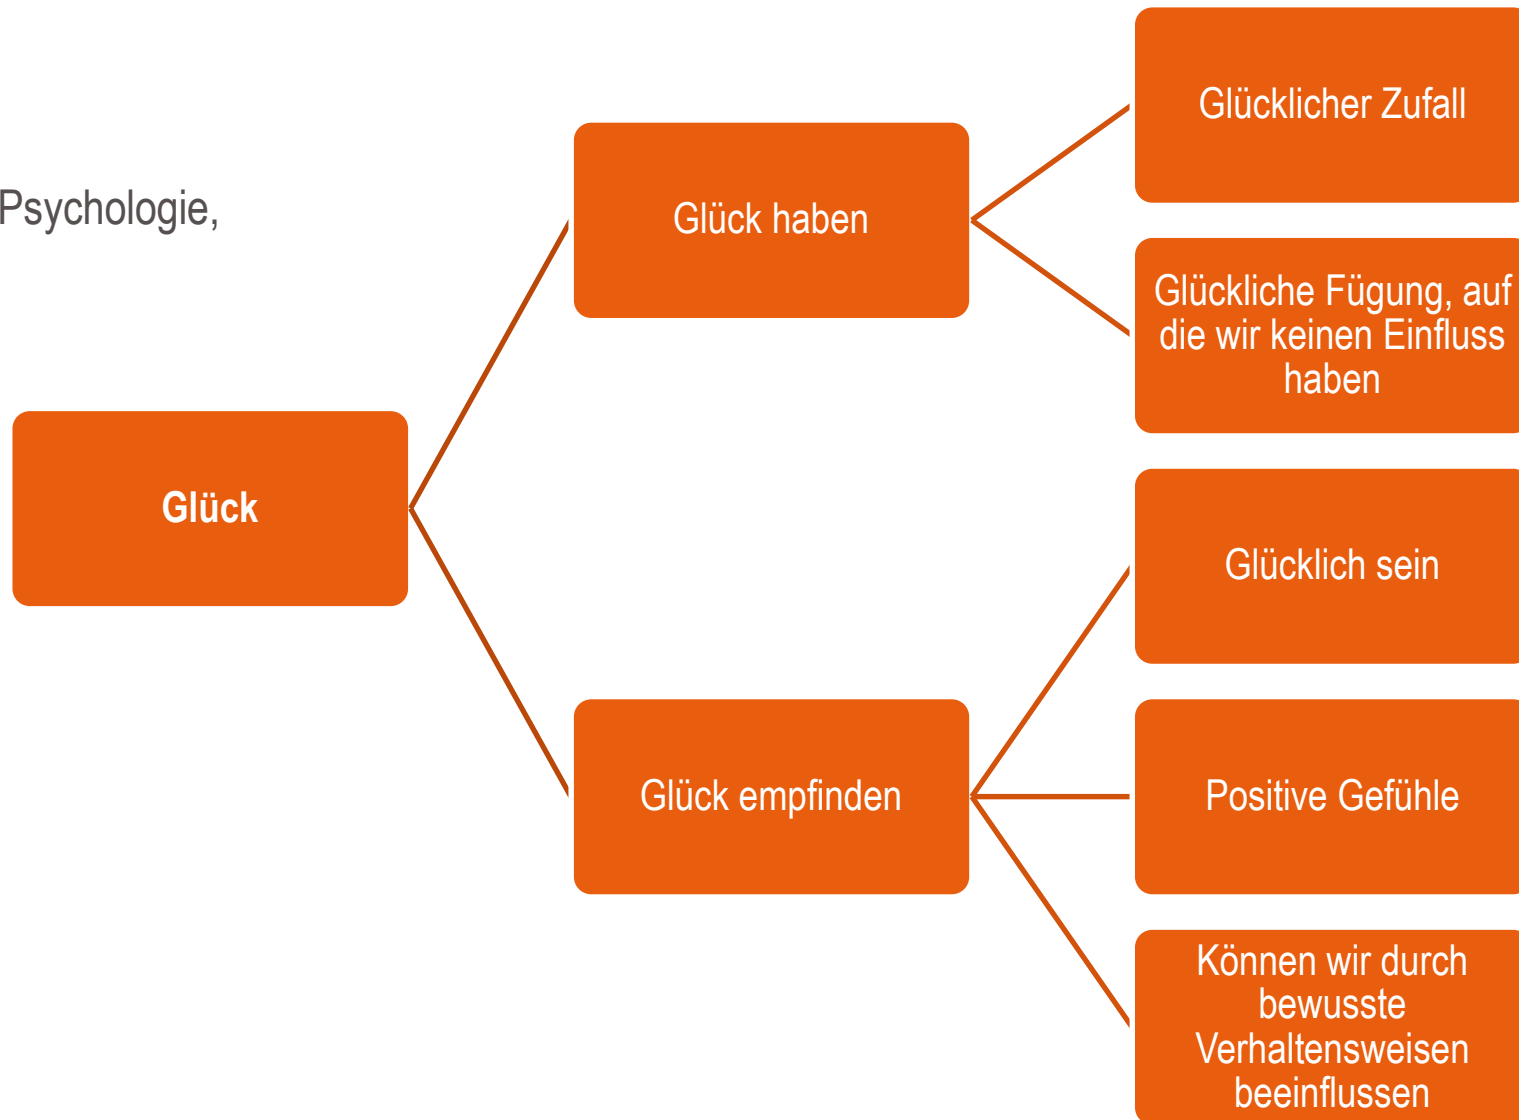 Psychologie,
Glück
Glück haben
Glücklicher Zufall
Glückliche Fügung, auf
die wir keinen Einfluss
haben
Glück empfinden
Glücklich sein
Positive Gefühle
Können wir durch
bewusste
Verhaltensweisen
beeinflussen